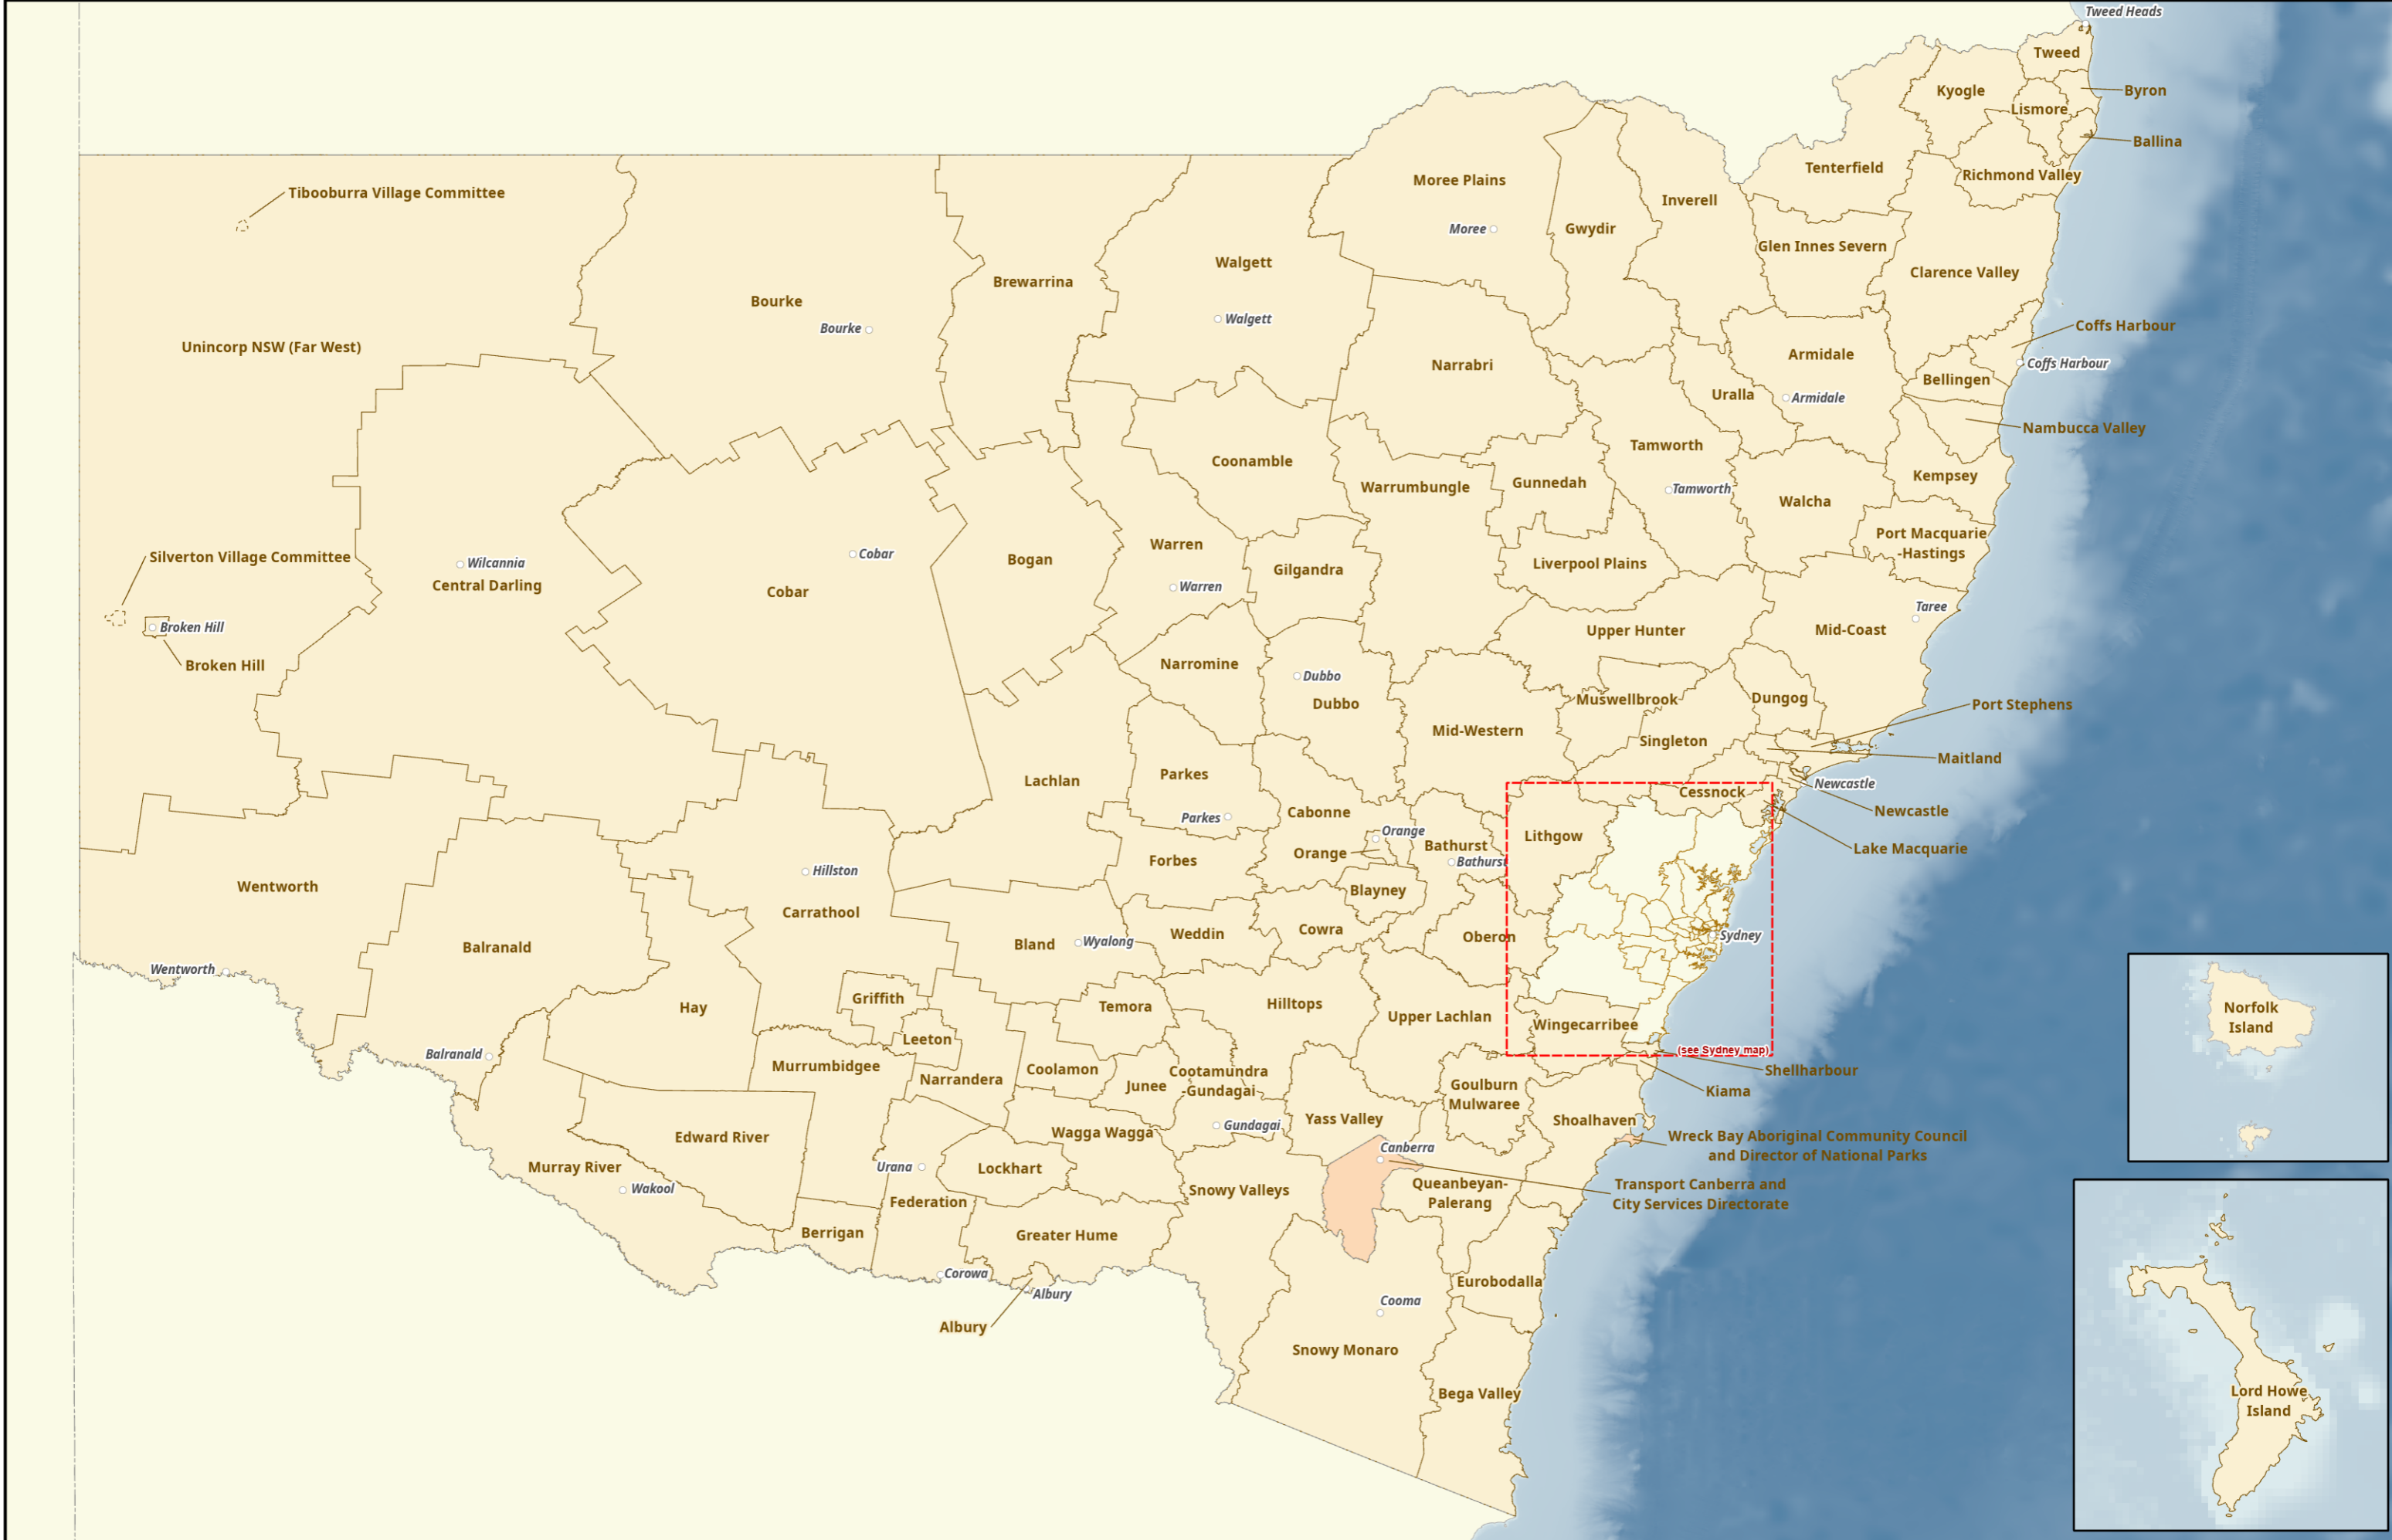 Tweed Heads
Tweed
Kyogle
Byron
Lismore
Ballina
Tenterfield
Richmond Valley
Moree Plains
Tibooburra Village Committee
Inverell
Moree
Gwydir
Glen Innes Severn
Walgett
Clarence Valley
Brewarrina
Bourke
Bourke
Walgett
Coffs Harbour
Unincorp NSW (Far West)
Armidale
Coffs Harbour
Narrabri
Bellingen
Uralla
Armidale
Nambucca Valley
Tamworth
Coonamble
Kempsey
Gunnedah
Warrumbungle
Tamworth
Walcha
Port Macquarie
-Hastings
Warren
Silverton Village Committee
Cobar
Bogan
Wilcannia
Liverpool Plains
Gilgandra
Central Darling
Warren
Cobar
Taree
Broken Hill
Upper Hunter
Mid-Coast
Narromine
Broken Hill
Dubbo
Dubbo
Muswellbrook
Dungog
Port Stephens
Mid-Western
Singleton
Maitland
Parkes
Lachlan
Newcastle
Cessnock
Newcastle
Cabonne
Parkes
Orange
Lithgow
Bathurst
Lake Macquarie
Orange
Forbes
Bathurst
Hillston
Wentworth
Blayney
Carrathool
Cowra
Weddin
Oberon
Sydney
Bland
Wyalong
Balranald
Wentworth
Griffith
Hay
Temora
Hilltops
Norfolk
Island
Upper Lachlan
Wingecarribee
Leeton
(see Sydney map)
Balranald
Murrumbidgee
Coolamon
Cootamundra
-Gundagai
Shellharbour
Narrandera
Junee
Goulburn
Mulwaree
Kiama
Yass Valley
Shoalhaven
Gundagai
Wagga Wagga
Edward River
Wreck Bay Aboriginal Community Council
and Director of National Parks
Canberra
Murray River
Urana
Lockhart
Wakool
Snowy Valleys
Queanbeyan-
Palerang
Transport Canberra and
City Services Directorate
Federation
Berrigan
Greater Hume
Corowa
Eurobodalla
Albury
Cooma
Albury
Snowy Monaro
Bega Valley
Lord Howe
Island